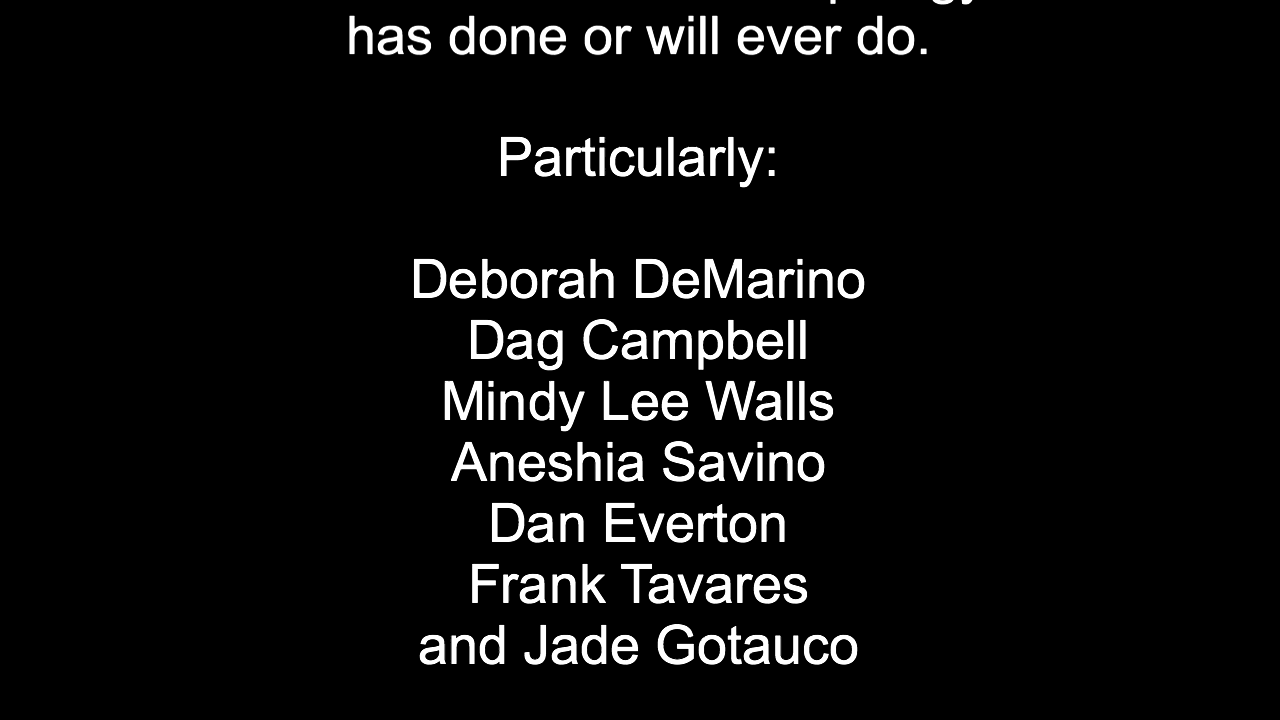 has done or will ever do.
Particularly:
Deborah DeMarino
Dag Campbell
Mindy Lee Walls
Aneshia Savino
Dan Everton
Frank Tavares
and Jade Gotauco